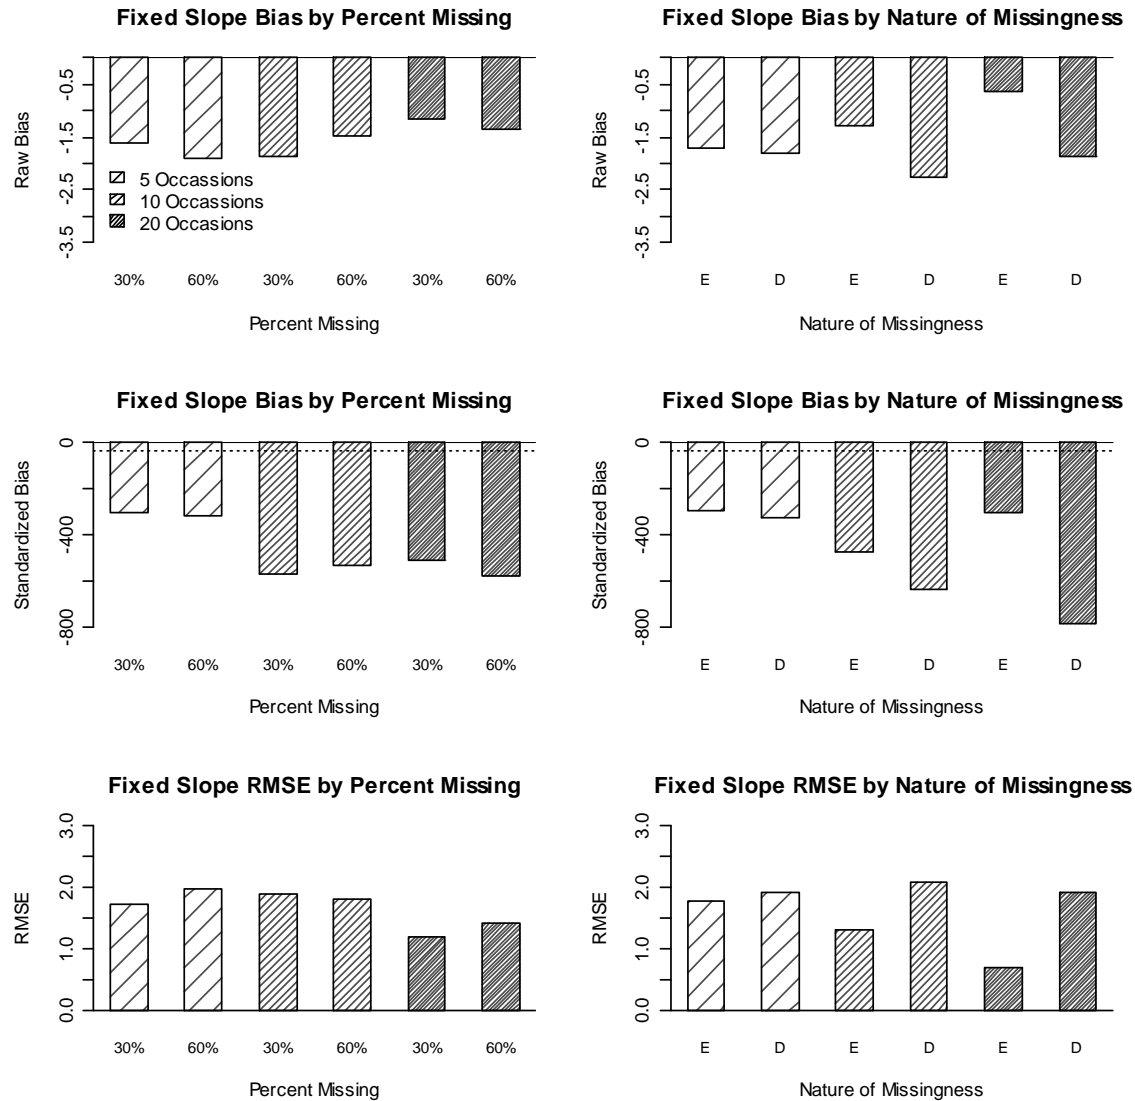 Fixed Slope Bias by Percent Missing
Raw Bias
-0.5
-1.5
-2.5
-3.5
5 Occassions
10 Occassions
20 Occasions
30% 60% 30% 60% 30% 60%
Percent Missing
Fixed Slope Bias by Nature of Missingness
Raw Bias
-0.5
-1.5
-2.5
-3.5
E D E D E D
Nature of Missingness
Fixed Slope Bias by Percent Missing
Standardized Bias
0
-400
-800
30% 60% 30% 60% 30% 60%
Percent Missing
Fixed Slope Bias by Nature of Missingness
Standardized Bias
0
-400
-800
E D E D E D
Nature of Missingness
Fixed Slope RMSE by Percent Missing
RMSE
3.0
2.0
1.0
0.0
30% 60% 30% 60% 30% 60%
Percent Missing
Fixed Slope RMSE by Nature of Missingness
RMSE
3.0
2.0
1.0
0.0
E D E D E D
Nature of Missingness